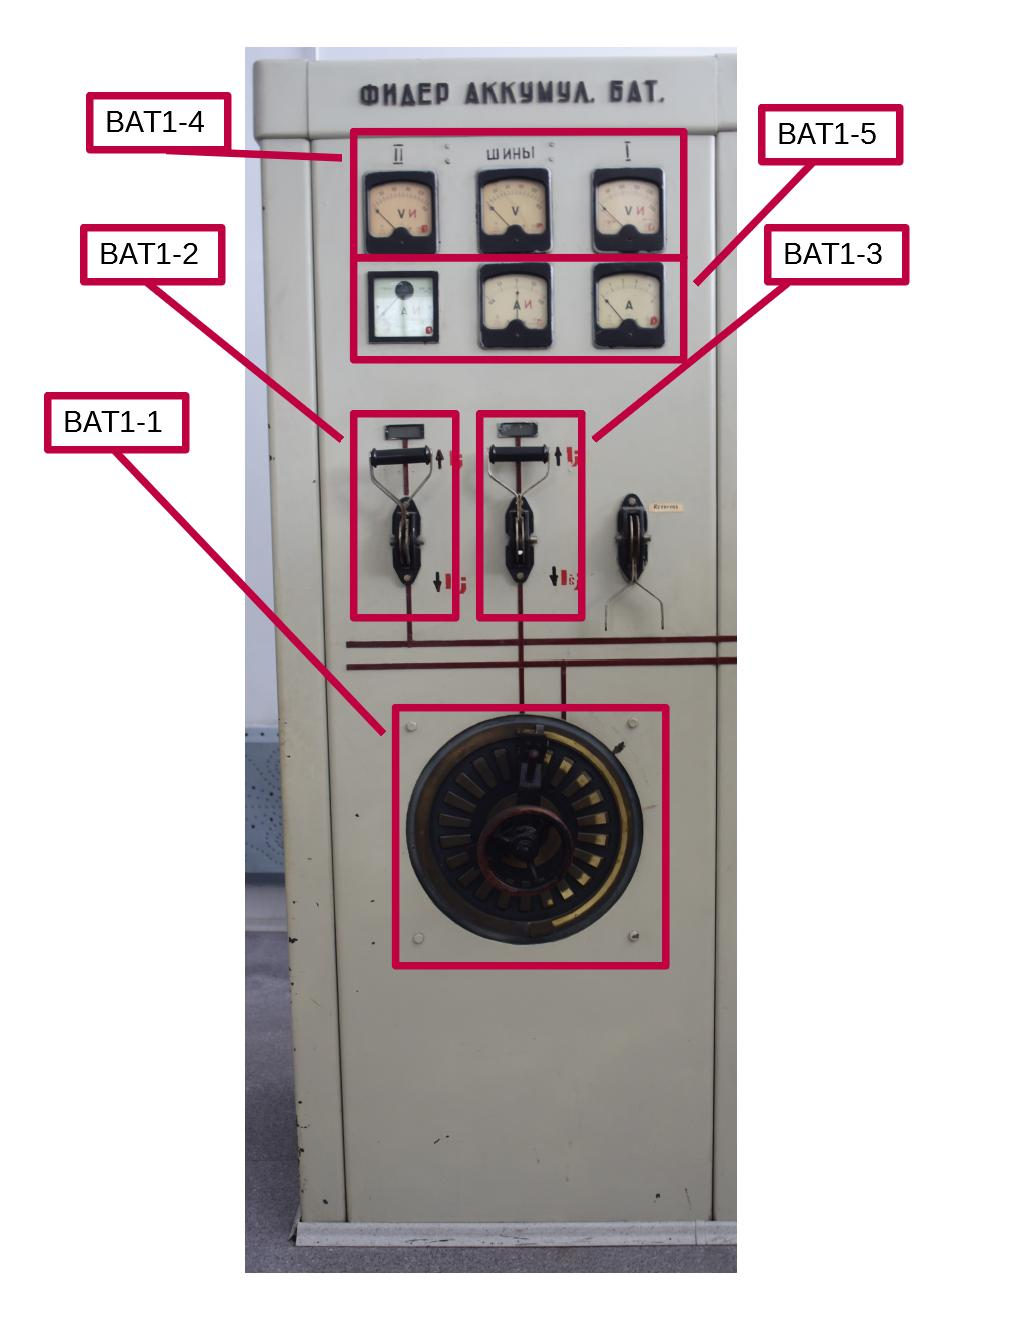 ФИДЕР АККУМУЛ. БАТ.
BAT1-4
BAT1-5
II ШИНЫ I
V И V V И
BAT1-2
BAT1-3
A И A И A
BAT1-1